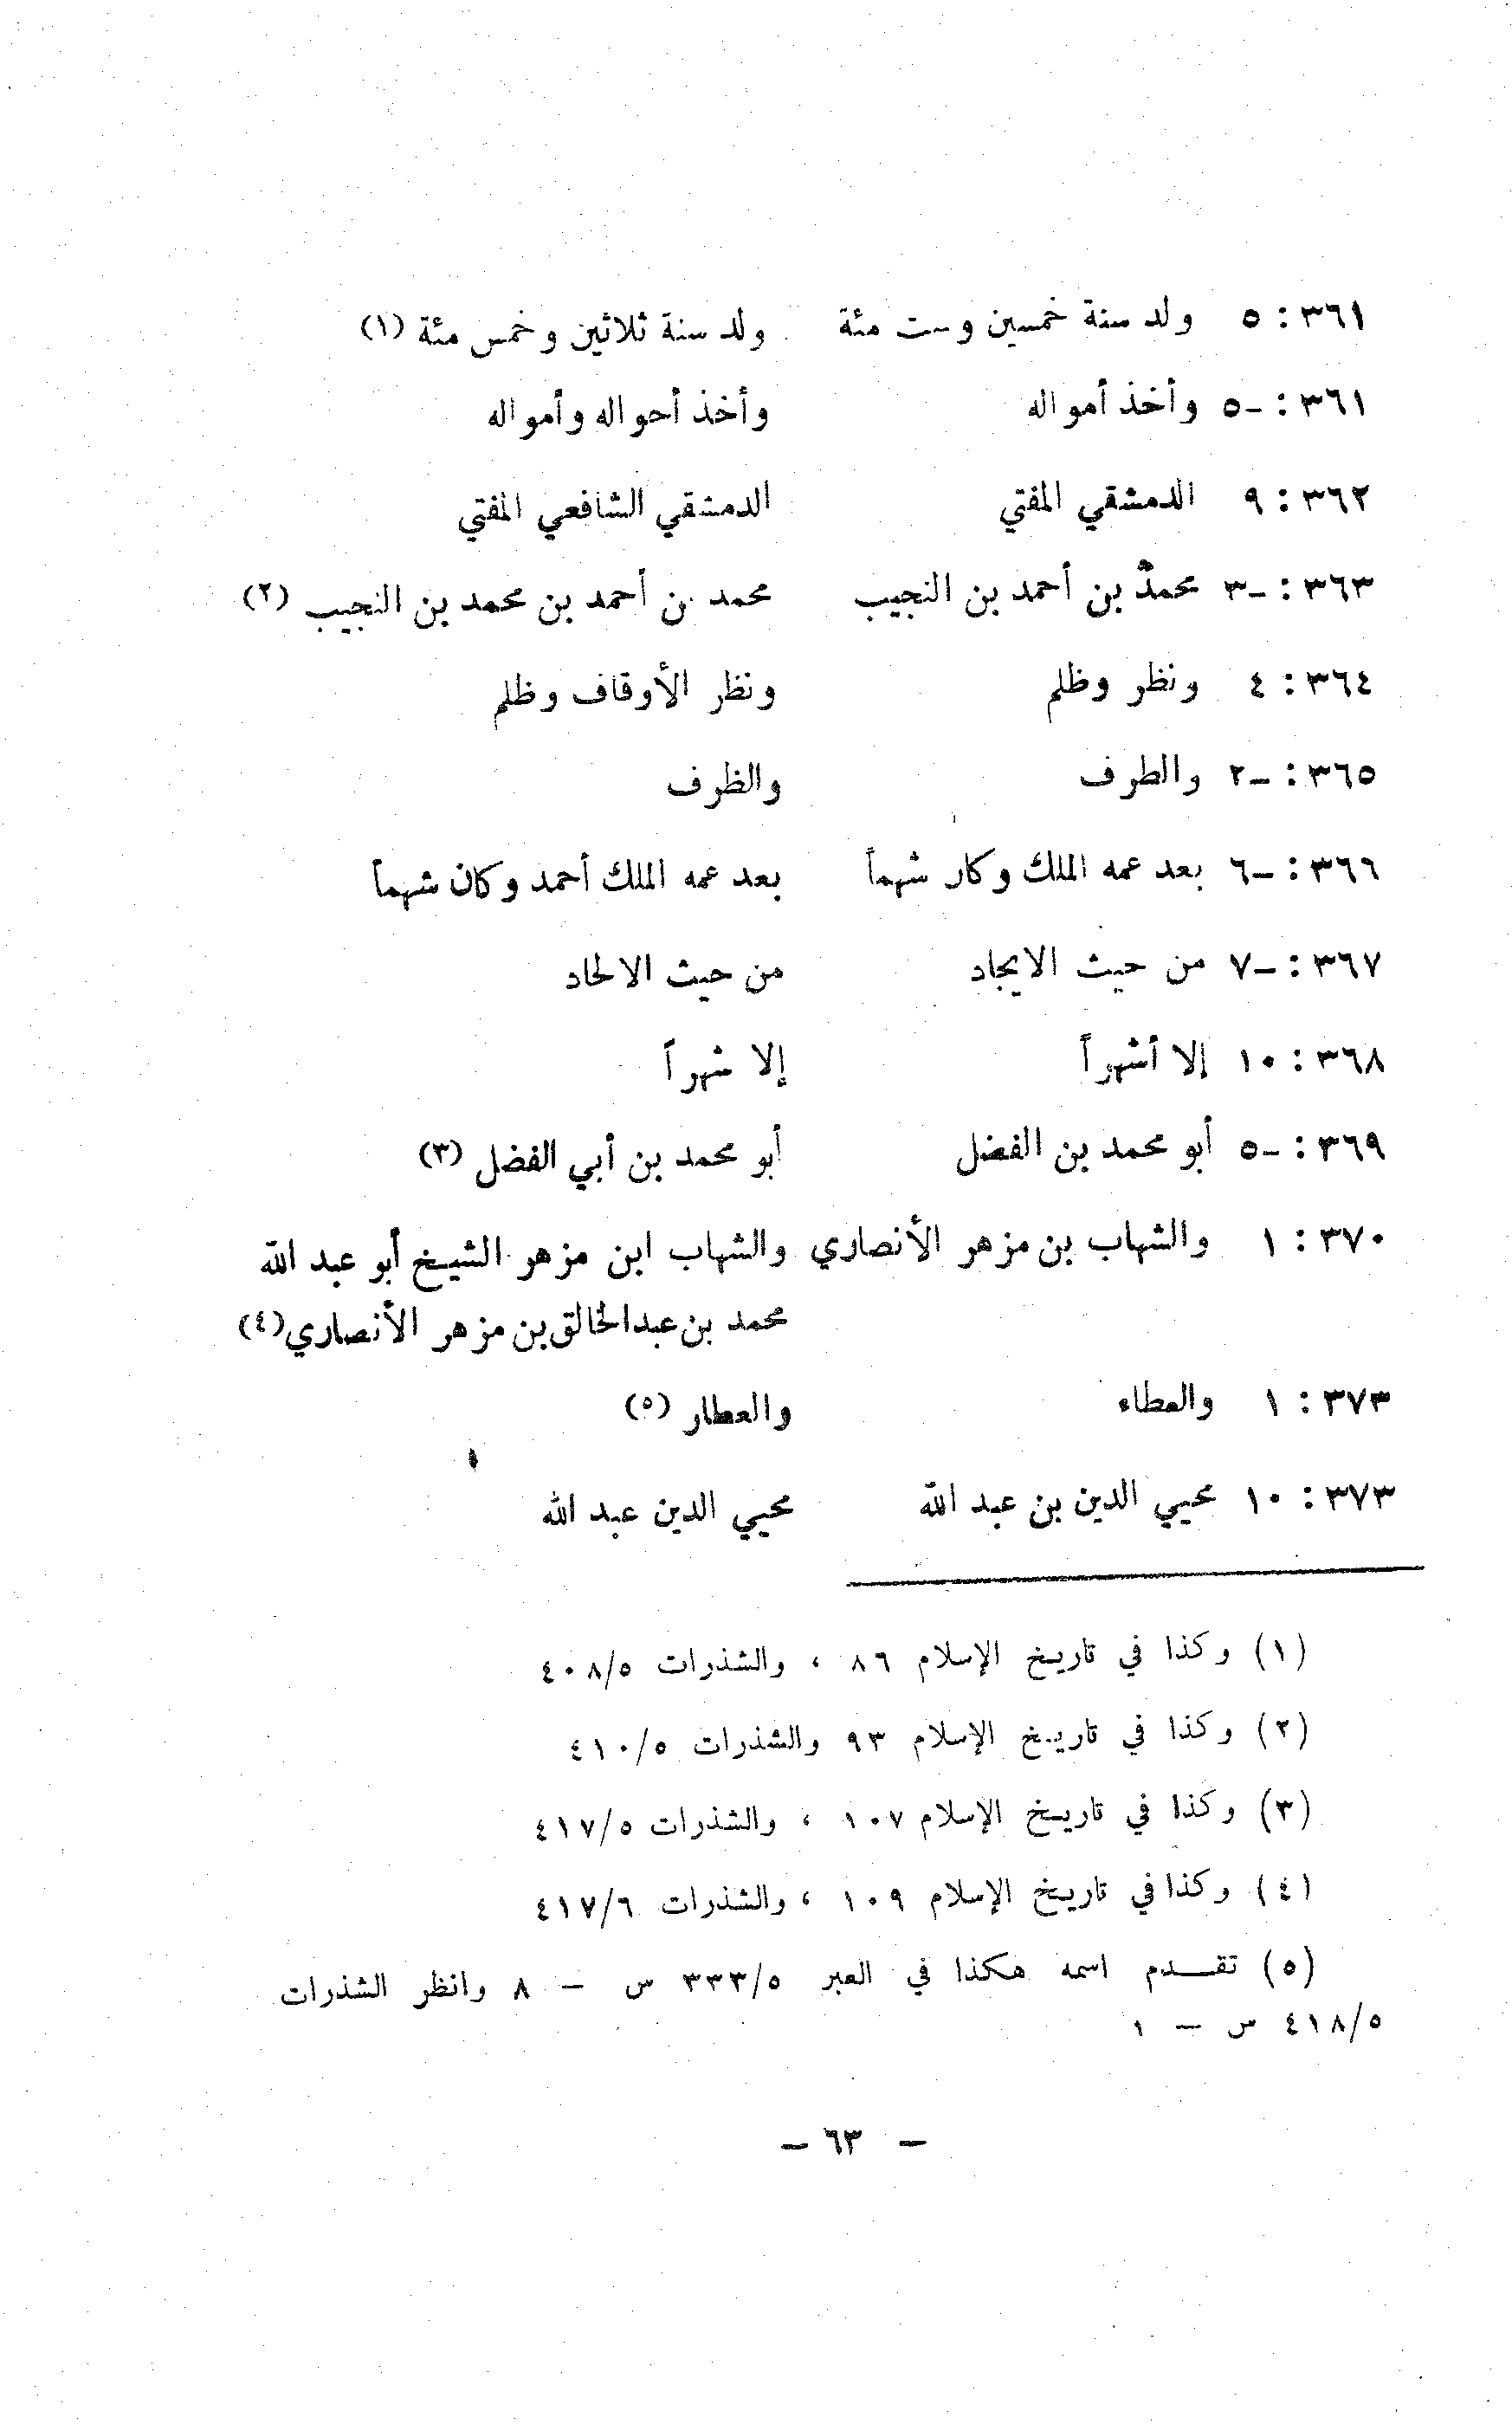 ٣٦١ : ٥ ولد سنة خمسين وست مئة ولد سنة ثلاثين وخمس مئة (١)
٣٦١ : -٥ وأخذ أمواله وأخذ أحواله وأمواله
٣٦٢ : ٩ الدمشقي المفتي الدمشقي الشافعي المفتي
٣٦٣ : -٣ محمد بن أحمد بن النجيب محمد بن أحمد بن محمد بن النجيب (٢)
٣٦٤ : ٤ ونظر وظلم ونظر الأوقاف وظلم
٣٦٥ : -٢ والطرف والظرف
٣٦٦ : -٦ بعد عمه الملك وكار شهماً بعد عمه الملك أحمد وكان شهماً
٣٦٧ : -٧ من حيث الايجاد من حيث الالحاد
٣٦٨ : ١٠ إلا أشهراً إلا شهراً
٣٦٩ : -٥ أبو محمد بن الفضل أبو محمد بن أبي الفضل (٣)
٣٧٠ : ١ والشهاب بن مزهر الأنصاري والشهاب ابن مزهر الشيخ أبو عبد الله
محمد بن عبد الخالق بن مزهر الأنصاري (٤)
٣٧٣ : ١ والعطاء والعطار (٥)
٣٧٣ : ١٠ محيي الدين بن عبد الله محيي الدين عبد الله
(١) وكذا في تاريخ الإسلام ٨٦ ، والشذرات ٤٠٨/٥
(٢) وكذا في تاريخ الإسلام ٩٣ والشذرات ٤١٠/٥
(٣) وكذا في تاريخ الإسلام ١٠٧ ، والشذرات ٤١٧/٥
(٤) وكذا في تاريخ الإسلام ١٠٩ ، والشذرات ٤١٧/٦
(٥) تقدم اسمه هكذا في العبر ٣٣٣/٥ س - ٨ وانظر الشذرات
٤١٨/٥ س - ١
- ٦٣ -